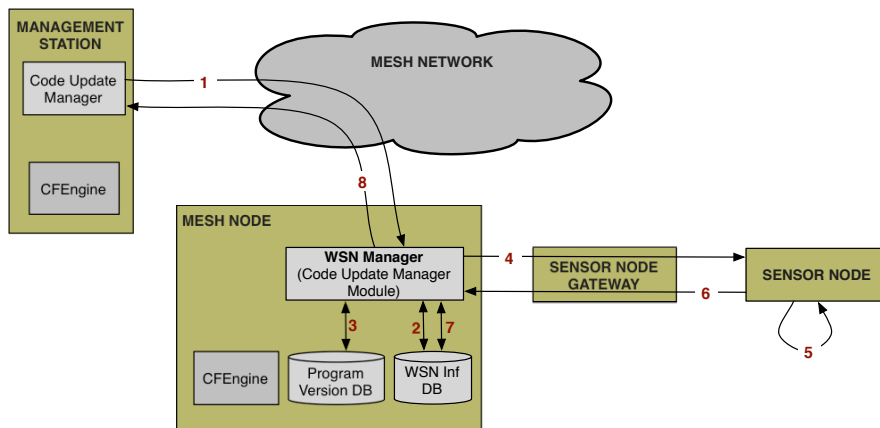 MANAGEMENT
STATION
Code Update
Manager
CFEngine
1
MESH NETWORK
8
MESH NODE
WSN Manager
(Code Update Manager
Module)
4
SENSOR NODE
GATEWAY
6
SENSOR NODE
5
3
2
7
CFEngine
Program
Version DB
WSN Inf
DB